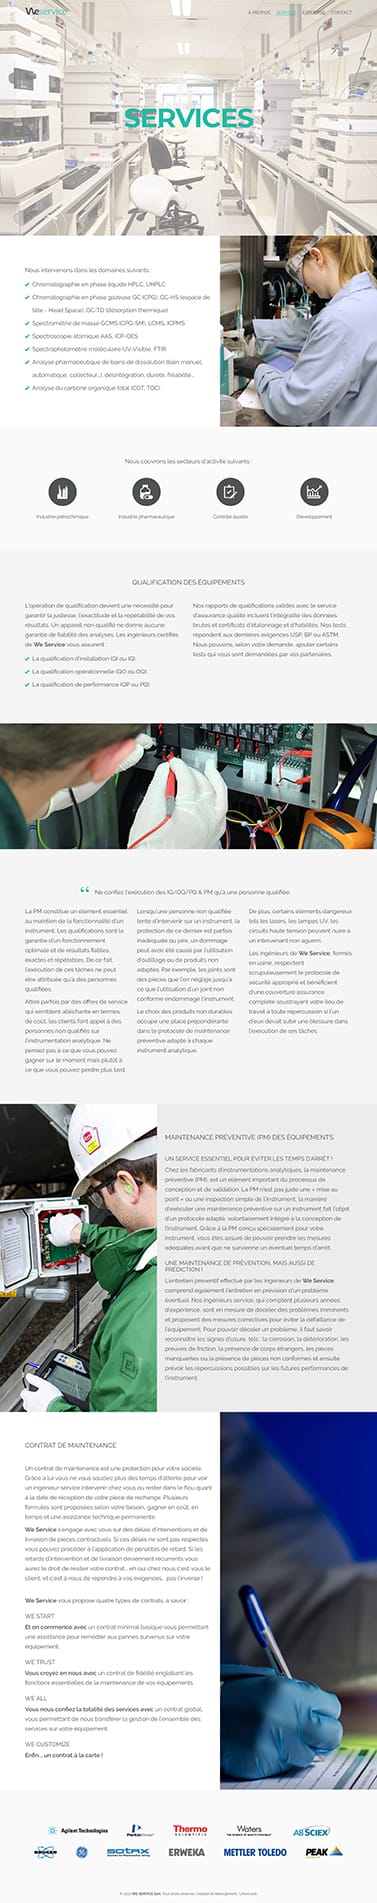 We service
À PROPOS SERVICES EXPERTISE CONTACT
SERVICES
Nous intervenons dans les domaines suivants :
Chromatographie en phase liquide HPLC, UHPLC
Chromatographie en phase gazeuse GC (CPG), GC-HS (espace de
tête - Head Space), GC-TD (désorption thermique)
Spectrométrie de masse GCMS (CPG-SM), LCMS, ICPMS
Spectroscopie atomique AAS, ICP-OES
Spectrophotométrie moléculaire UV-Visible, FTIR
Analyse pharmaceutique de bains de dissolution (bain manuel,
automatique, collecteur...), désintégration, dureté, friabilité...
Analyse du carbone organique total (COT, TOC)
Nous couvrons les secteurs d'activité suivants :
Industrie pétrochimique
Industrie pharmaceutique
Contrôle qualité
Développement
QUALIFICATION DES ÉQUIPEMENTS
L'opération de qualification devient une nécessité pour
garantir la justesse, l'exactitude et la répétabilité de vos
résultats. Un appareil non qualifié ne donne aucune
garantie de fiabilité des analyses. Les ingénieurs certifiés
de We Service vous assurent :
La qualification d'installation (QI ou IQ).
La qualification opérationnelle (QO ou OQ).
La qualification de performance (QP ou PQ).
Nos rapports de qualifications validés avec le service
d'assurance qualité incluent l'intégralité des données
brutes et certificats d'étalonnage et d'habilités. Nos tests
répondent aux dernières exigences USP, BP ou ASTM.
Nous pouvons, selon votre demande, ajouter certains
tests qui vous sont demandés par vos partenaires.
“ Ne confiez l'exécution des IQ/OQ/PQ & PM qu'à une personne qualifiée.
La PM constitue un élément essentiel
au maintien de la fonctionnalité d'un
instrument. Les qualifications sont la
garantie d'un fonctionnement
optimale et de résultats fiables,
exactes et répétables. De ce fait,
l'exécution de ces tâches ne peut
être attribuée qu'à des personnes
qualifiées.
Attiré parfois par des offres de service
qui semblent alléchante en termes
de coût, les clients font appel à des
personnes non qualifiés sur
l'instrumentation analytique. Ne
pensez pas à ce que vous pouvez
gagner sur le moment mais plutôt à
ce que vous pouvez perdre plus tard.
Lorsqu'une personne non qualifiée
tente d'intervenir sur un instrument, la
protection de ce dernier est parfois
inadéquate ou pire, un dommage
peut avoir été causé par l'utilisation
d'outillage ou de produits non
adaptés. Par exemple, les joints sont
des pièces que l'on néglige jusqu'à
ce que l'utilisation d'un joint non
conforme endommage l'instrument.
Le choix des produits non durables
occupe une place prépondérante
dans le protocole de maintenance
préventive adapté à chaque
instrument analytique.
De plus, certains éléments dangereux
tels les lasers, les lampes UV, les
circuits haute tension peuvent nuire à
un intervenant non aguerri.
Les ingénieurs de We Service, formés
en usine, respectent
scrupuleusement le protocole de
sécurité approprié et bénéficient
d'une couverture assurance
complète soustrayant votre lieu de
travail à toute répercussion si l'un
d'eux devait subir une blessure dans
l'exécution de ses tâches.
MAINTENANCE PRÉVENTIVE (PM) DES ÉQUIPEMENTS
UN SERVICE ESSENTIEL POUR ÉVITER LES TEMPS D'ARRÊT !
Chez les fabricants d'instrumentations analytiques, la maintenance
préventive (PM), est un élément important du processus de
conception et de validation. La PM n'est pas juste une « mise au
point » ou une inspection simple de l'instrument, la manière
d'exécuter une maintenance préventive sur un instrument fait l'objet
d'un protocole adapté, volontairement intégré à la conception de
l'instrument. Grâce à la PM conçu spécialement pour votre
instrument, vous êtes assuré de pouvoir prendre les mesures
adéquates avant que ne survienne un éventuel temps d'arrêt.
UNE MAINTENANCE DE PRÉVENTION, MAIS AUSSI DE
PRÉDICTION !
L'entretien préventif effectué par les ingénieurs de We Service,
comprend également l'entretien en prévision d'un problème
éventuel. Nos ingénieurs service, qui comptent plusieurs années
d'expérience, sont en mesure de déceler des problèmes imminents
et proposent des mesures correctives pour éviter la défaillance de
l'équipement. Pour pouvoir déceler un problème, il faut savoir
reconnaître les signes d'usure, tels : la corrosion, la détérioration, les
preuves de friction, la présence de corps étrangers, les pièces
manquantes ou la présence de pièces non conformes et ensuite
prévoir les répercussions possibles sur les futures performances de
l'instrument.
CONTRAT DE MAINTENANCE
Un contrat de maintenance est une protection pour votre société.
Grâce à lui vous ne vous souciez plus des temps d'attente pour voir
un ingénieur service intervenir chez vous ou rester dans le flou quant
à la date de réception de votre pièce de rechange. Plusieurs
formules sont proposées selon votre besoin, gagner en coût, en
temps et une assistance technique permanente.
We Service s'engage avec vous sur des délais d'interventions et de
livraison de pièces contractuels. Si ces délais ne sont pas respectés
vous pouvez procéder à l'application de pénalités de retard. Si les
retards d'intervention et de livraison deviennent récurrents vous
aurez le droit de résilier votre contrat... eh oui chez nous c'est vous le
client, et c'est à nous de répondre à vos exigences... pas l'inverse !
We Service vous propose quatre types de contrats, à savoir :
WE START
Et on commence avec un contrat minimal basique vous permettant
une assistance pour remédier aux pannes survenus sur votre
équipement.
WE TRUST
Vous croyez en nous avec un contrat de fidélité englobant les
fonctions essentielles de la maintenance de vos équipements.
WE ALL
Vous nous confiez la totalité des services avec un contrat global,
vous permettant de nous transférer la gestion de l'ensemble des
services sur votre équipement.
WE CUSTOMIZE
Enfin... un contrat à la carte !
Agilent Technologies
PerkinElmer
Thermo
SCIENTIFIC
Waters
THE SCIENCE OF WHAT'S POSSIBLE
AB SCIEX
BRUKER
SOTAX
ERWEKA
METTLER TOLEDO
PEAK
© 2017 WE SERVICE Sarl. Tous droits réservés. Création & Hébergement : Universweb